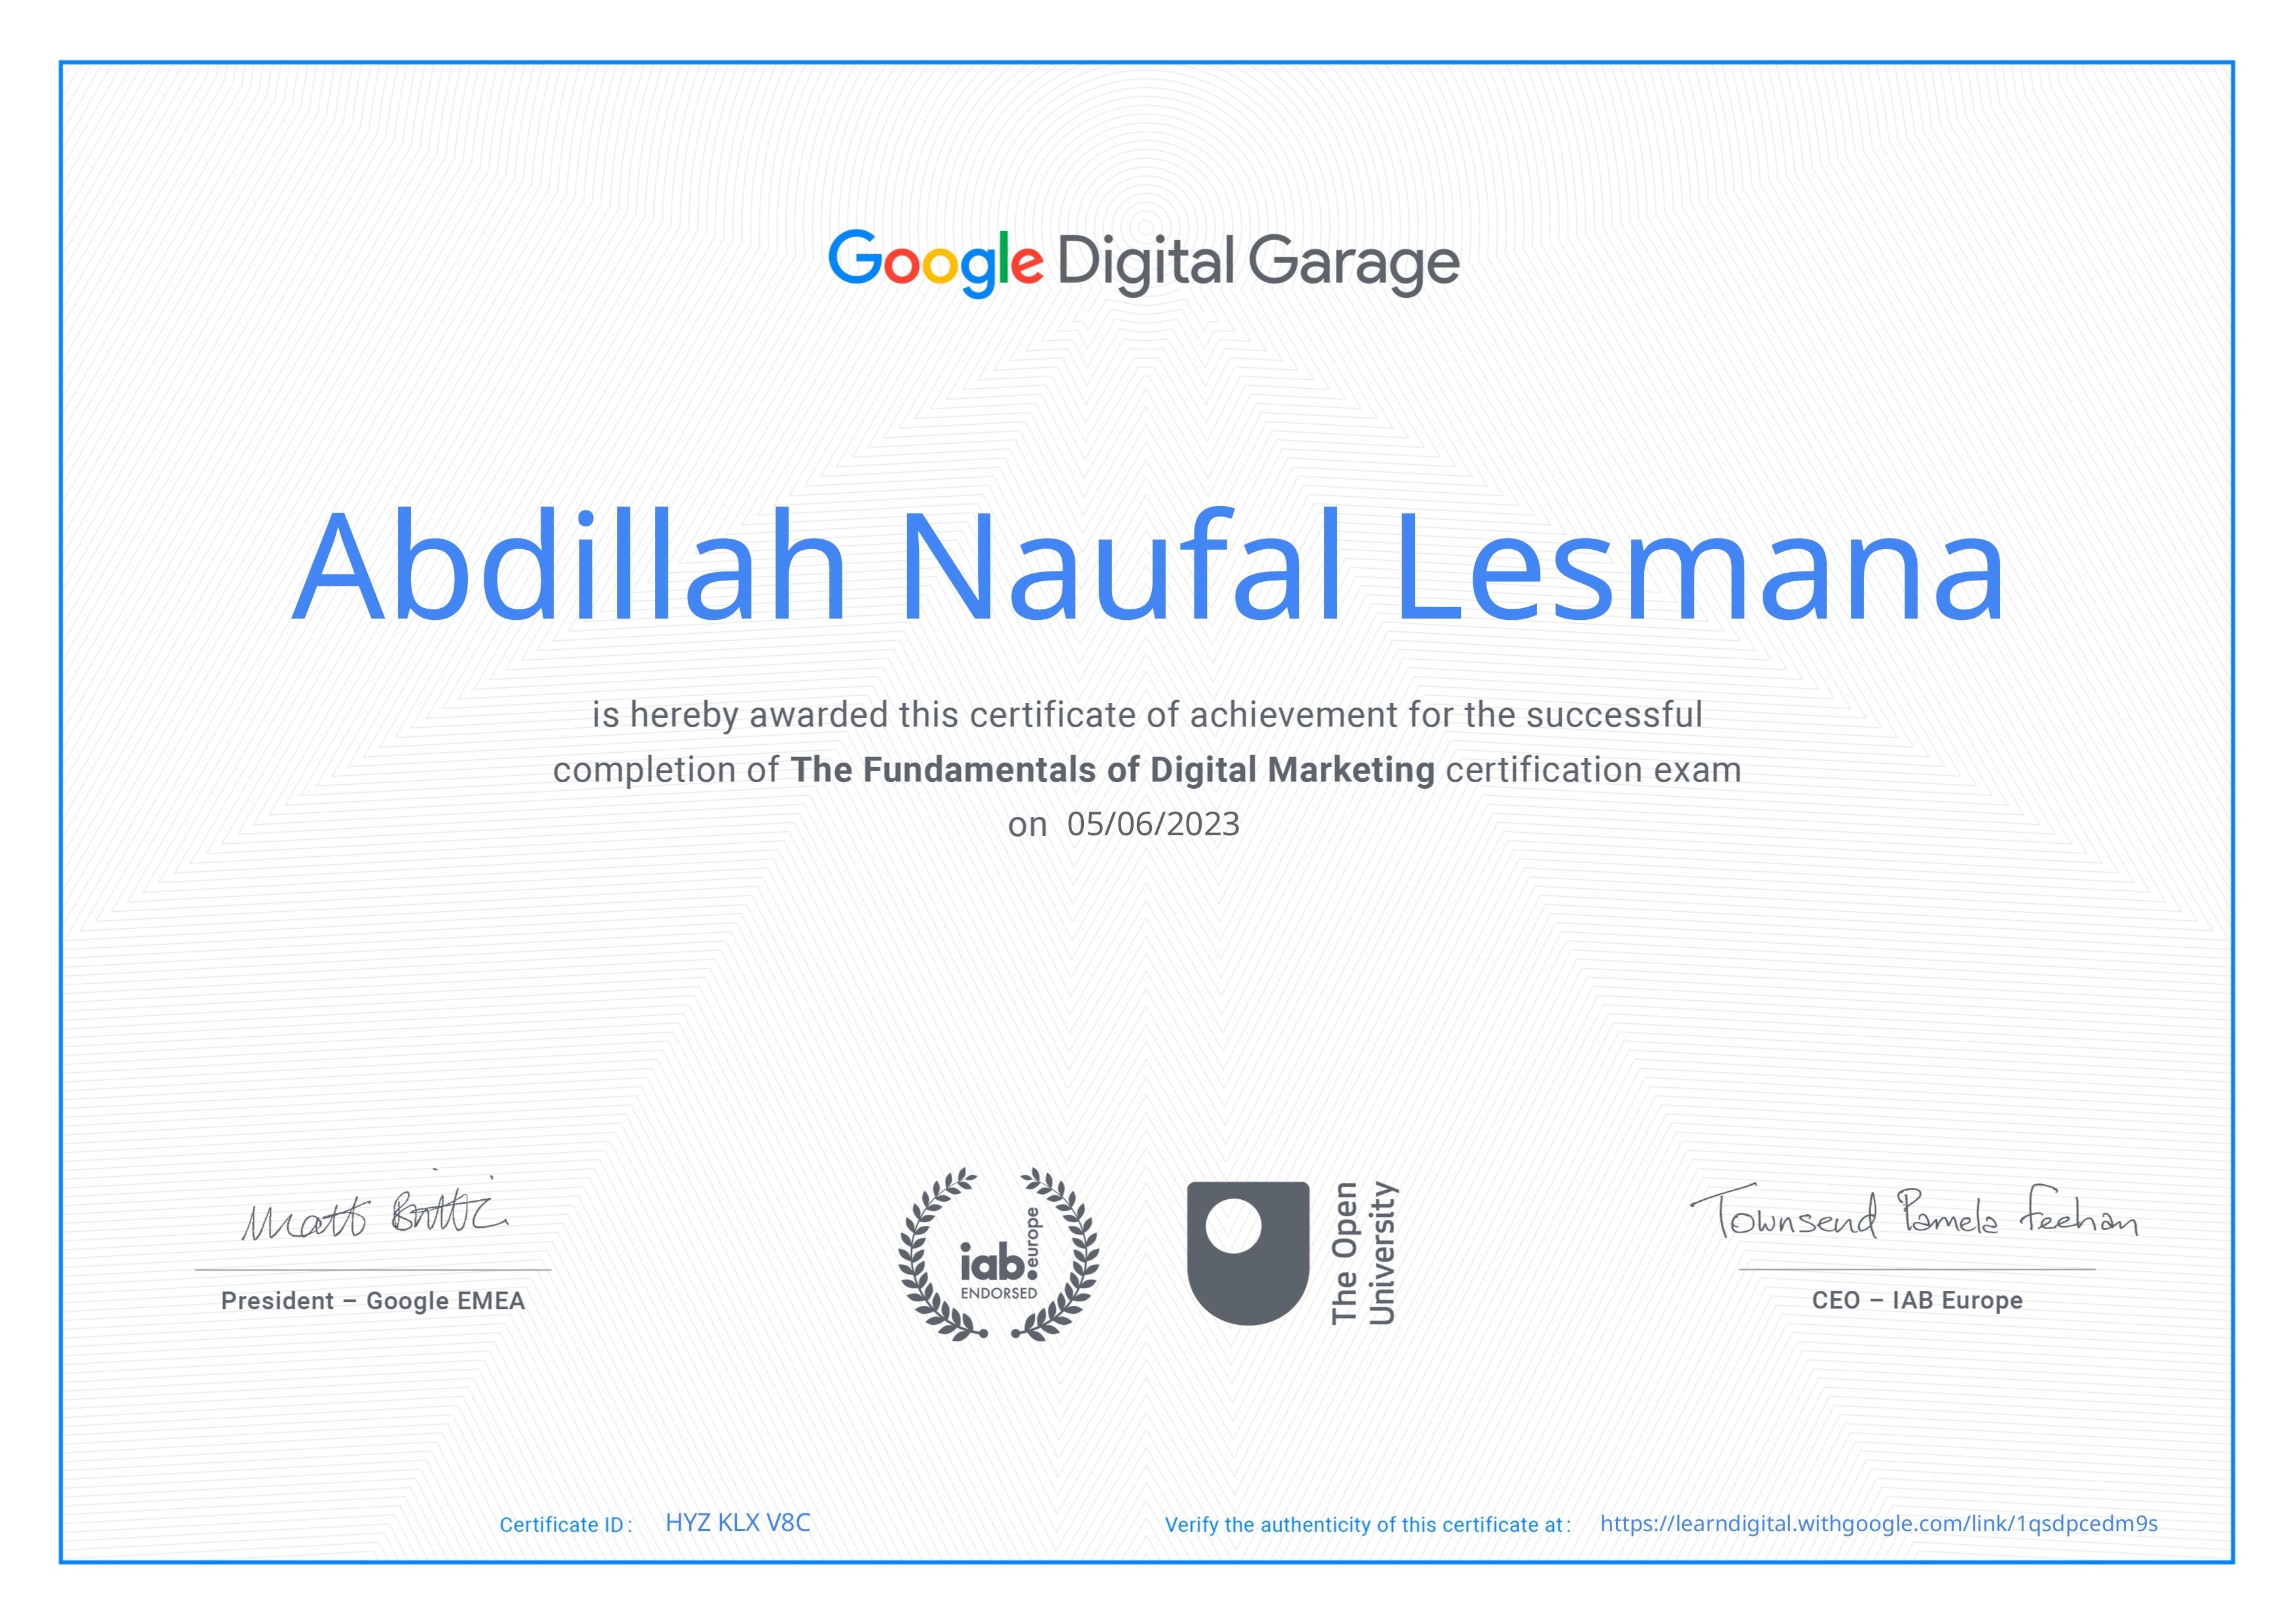 Google Digital Garage
Abdillah Naufal Lesmana
is hereby awarded this certificate of achievement for the successful
completion of The Fundamentals of Digital Marketing certification exam
on 05/06/2023
Matt Brittin
President – Google EMEA
iab.europe
ENDORSED
The Open
University
Townsend Pamela Feehan
CEO – IAB Europe
Certificate ID : HYZ KLX V8C
Verify the authenticity of this certificate at : https://learndigital.withgoogle.com/link/1qsdpcedm9s